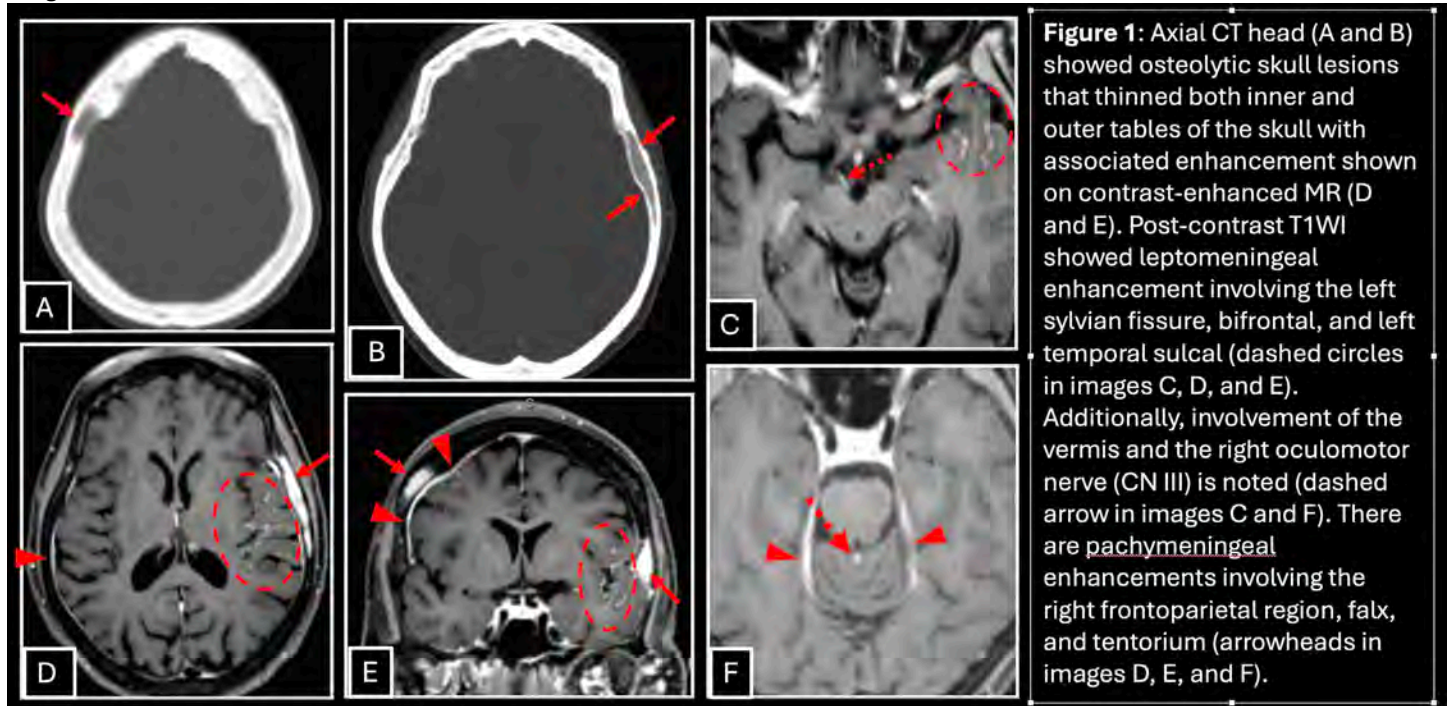 A
B
C
D
E
F
Figure 1: Axial CT head (A and B)
showed osteolytic skull lesions
that thinned both inner and
outer tables of the skull with
associated enhancement shown
on contrast-enhanced MR (D
and E). Post-contrast T1WI
showed leptomeningeal
enhancement involving the left
sylvian fissure, bifrontal, and left
temporal sulcal (dashed circles
in images C, D, and E).
Additionally, involvement of the
vermis and the right oculomotor
nerve (CN III) is noted (dashed
arrow in images C and F). There
are pachymeningeal
enhancements involving the
right frontoparietal region, falx,
and tentorium (arrowheads in
images D, E, and F).